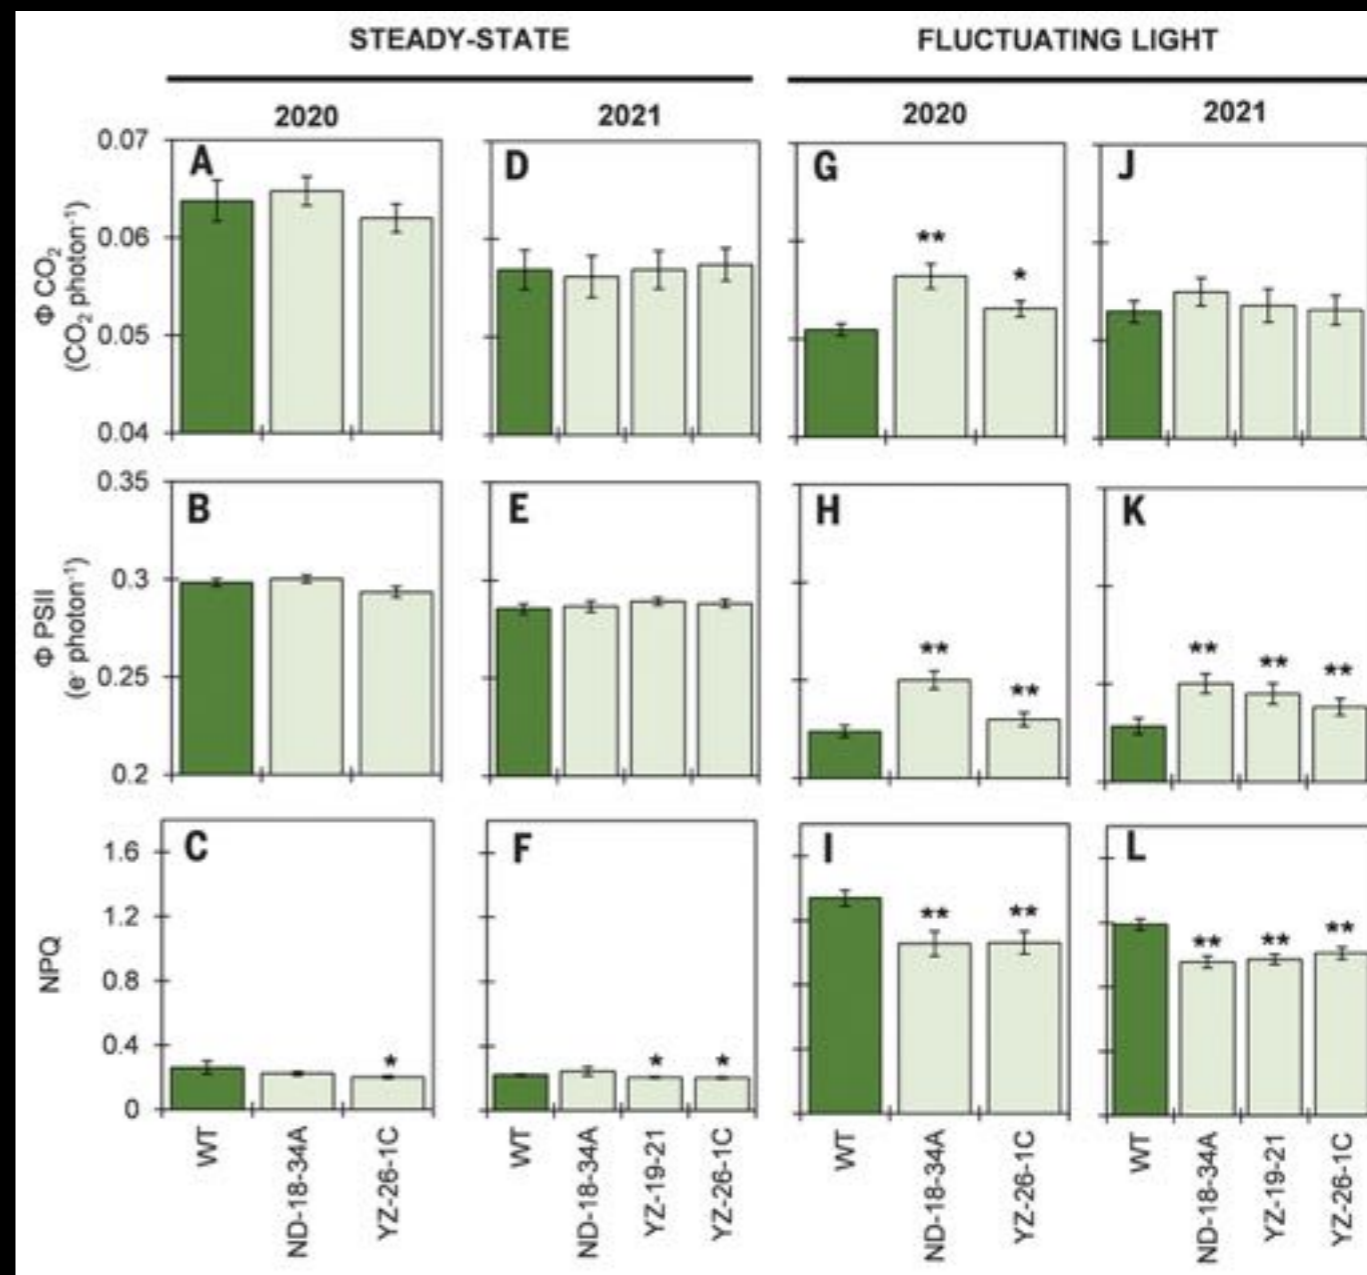 STEADY-STATE FLUCTUATING LIGHT
2020 2021 2020 2021
A D G J
Φ CO₂
(CO₂ photon⁻¹)
0.07
0.06
0.05
0.04
** *
B E H K
Φ PSII
(e⁻ photon⁻¹)
0.35
0.3
0.25
0.2
** ** ** ** **
C F I L
NPQ
1.6
1.2
0.8
0.4
0
* * * ** ** ** ** **
WT ND-18-34A YZ-26-1C WT ND-18-34A YZ-19-21 YZ-26-1C WT ND-18-34A YZ-26-1C WT ND-18-34A YZ-19-21 YZ-26-1C